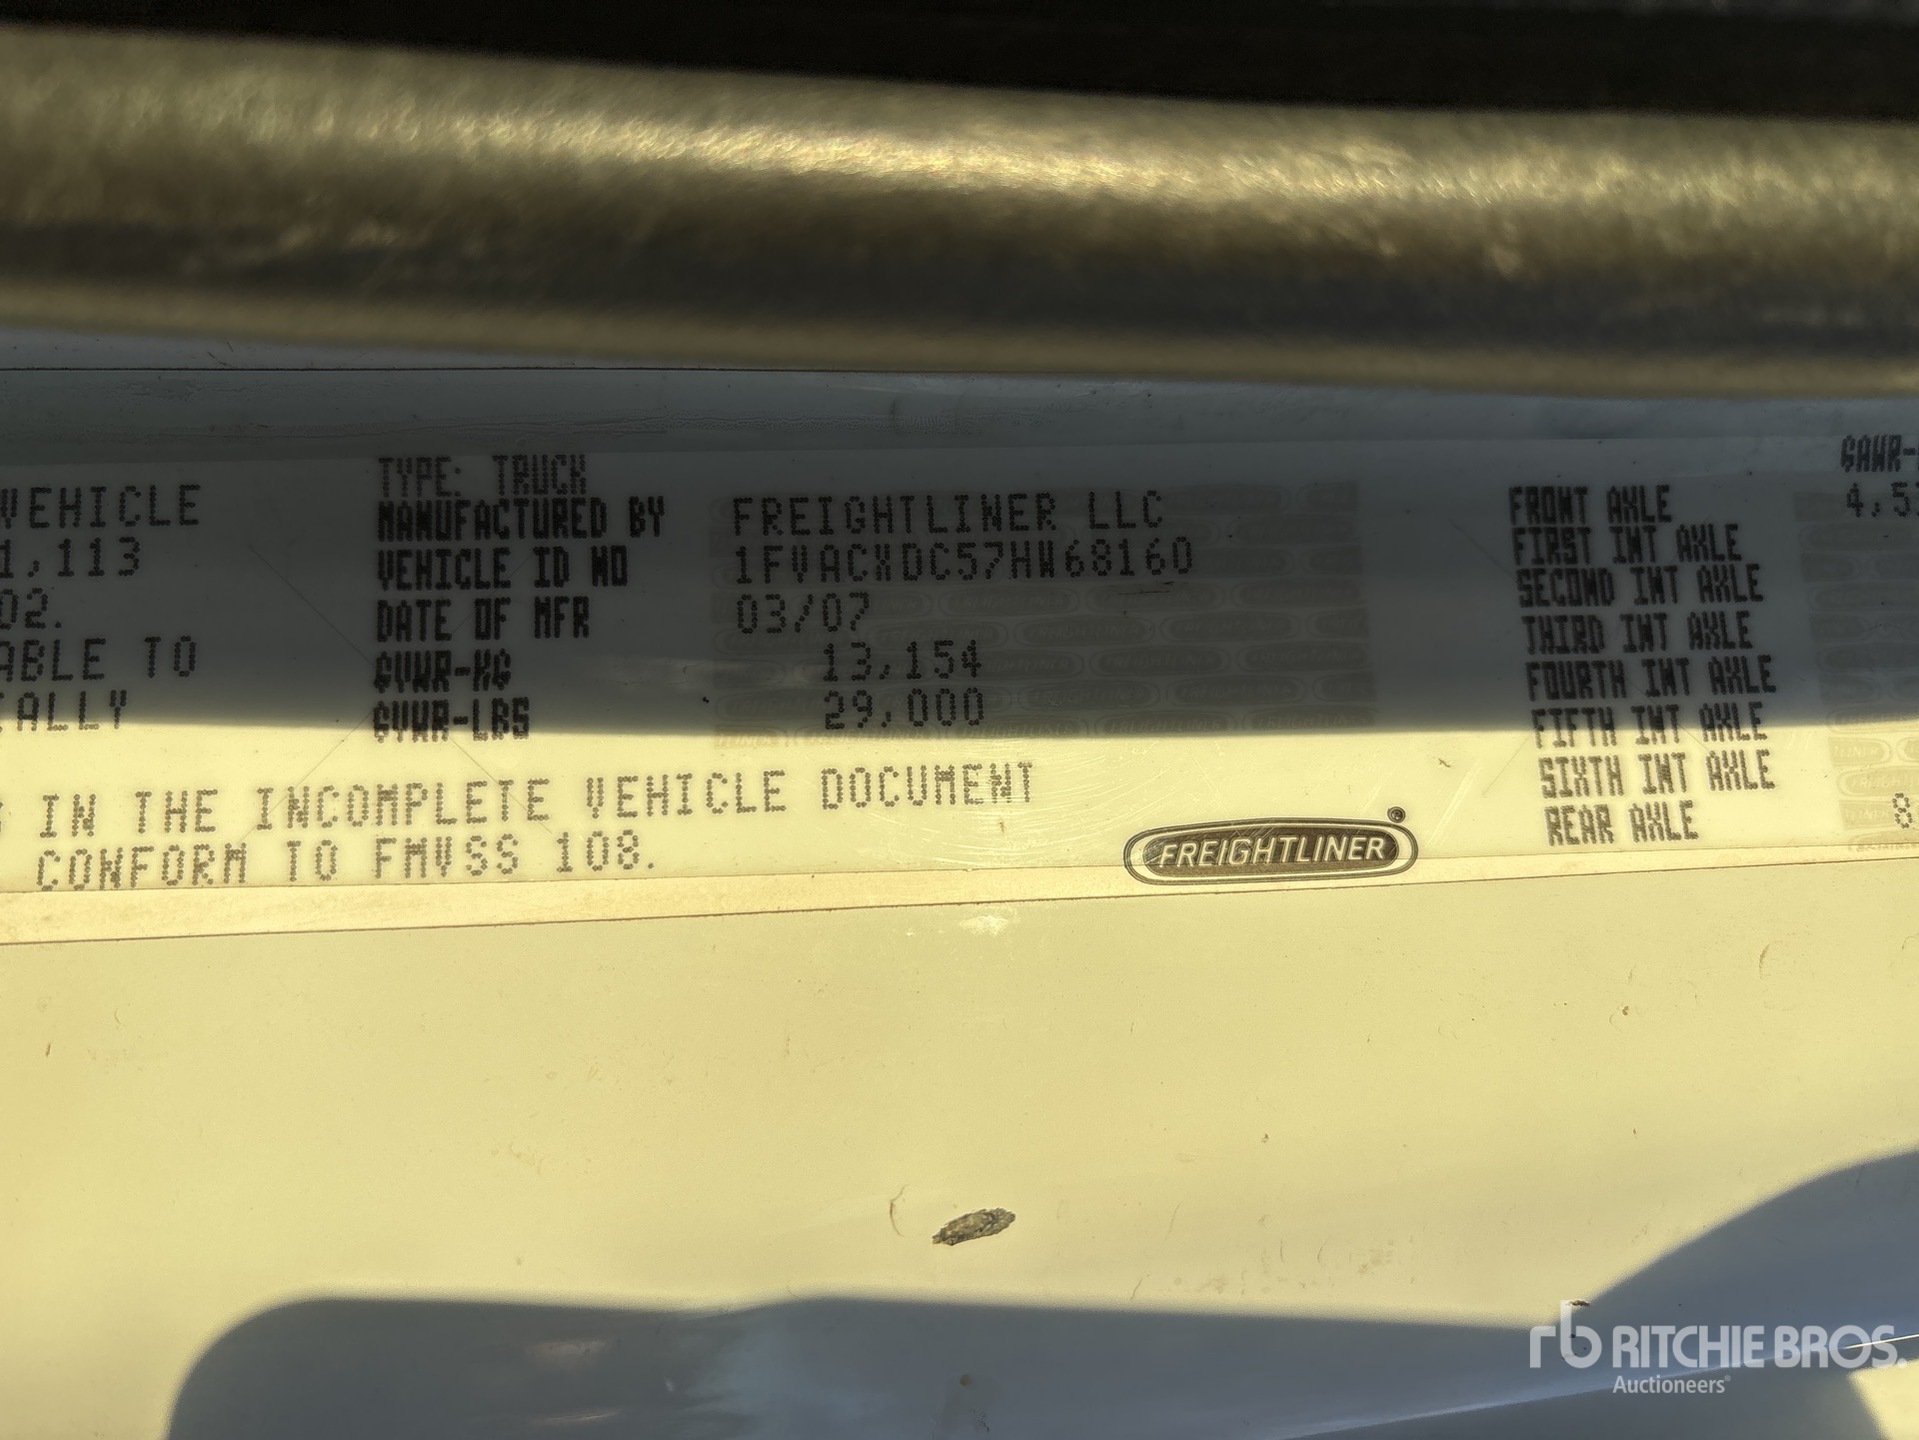 VEHICLE
1,113
02.
ABLE TO
ALLY
IN THE INCOMPLETE VEHICLE DOCUMENT
CONFORM TO FMVSS 108.
TYPE: TRUCK
MANUFACTURED BY FREIGHTLINER LLC
VEHICLE ID NO 1FVACXDC57HW68160
DATE OF MFR 03/07
GVWR-KG 13,154
GVWR-LBS 29,000
FREIGHTLINER®
GAWR-
FRONT AXLE 4,5
FIRST INT AXLE
SECOND INT AXLE
THIRD INT AXLE
FOURTH INT AXLE
FIFTH INT AXLE
SIXTH INT AXLE
REAR AXLE 8
rb RITCHIE BROS.
Auctioneers®